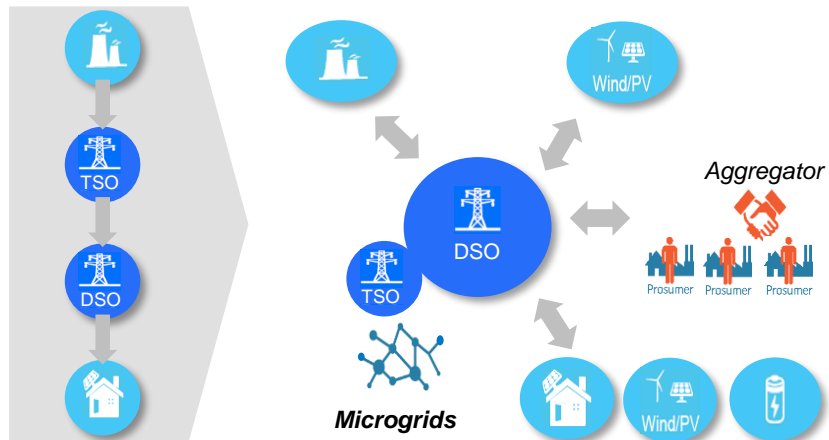 TSO
DSO
Wind/PV
Aggregator
DSO
TSO
Prosumer Prosumer Prosumer
Microgrids
Wind/PV